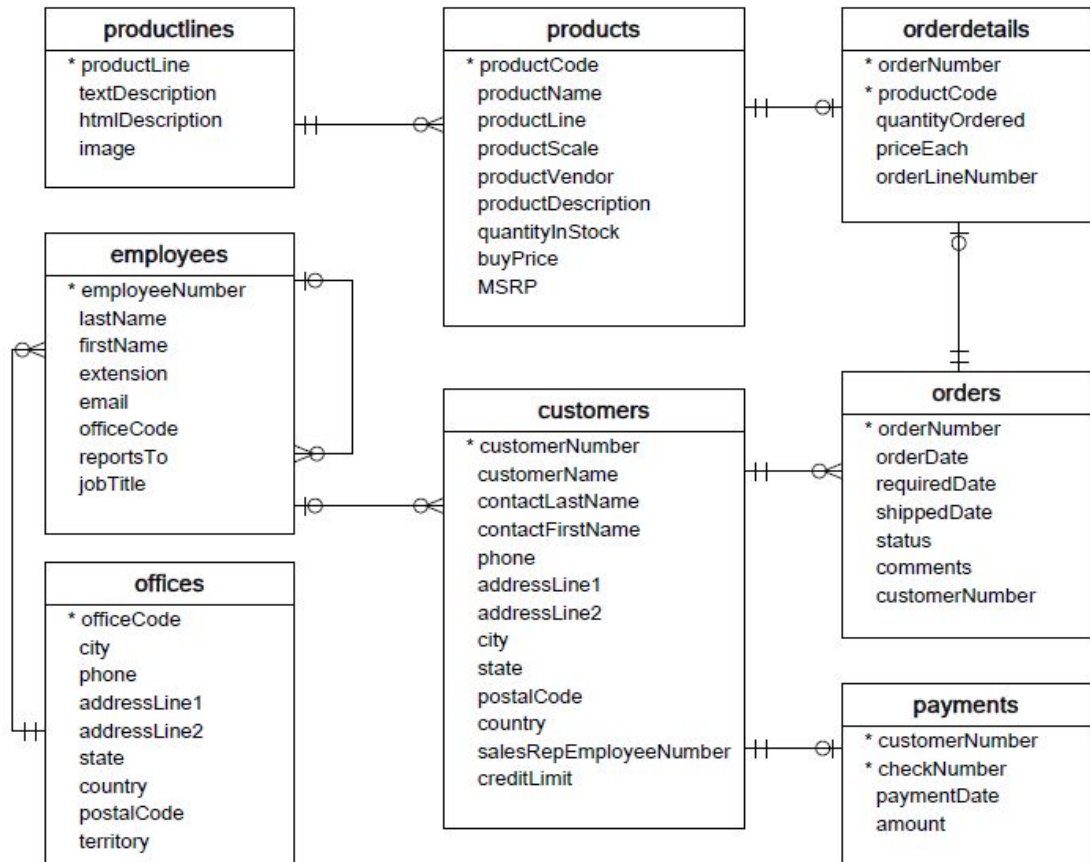 productlines
* productLine
textDescription
htmlDescription
image
products
* productCode
productName
productLine
productScale
productVendor
productDescription
quantityInStock
buyPrice
MSRP
orderdetails
* orderNumber
* productCode
quantityOrdered
priceEach
orderLineNumber
employees
* employeeNumber
lastName
firstName
extension
email
officeCode
reportsTo
jobTitle
customers
* customerNumber
customerName
contactLastName
contactFirstName
phone
addressLine1
addressLine2
city
state
postalCode
country
salesRepEmployeeNumber
creditLimit
orders
* orderNumber
orderDate
requiredDate
shippedDate
status
comments
customerNumber
offices
* officeCode
city
phone
addressLine1
addressLine2
state
country
postalCode
territory
payments
* customerNumber
* checkNumber
paymentDate
amount